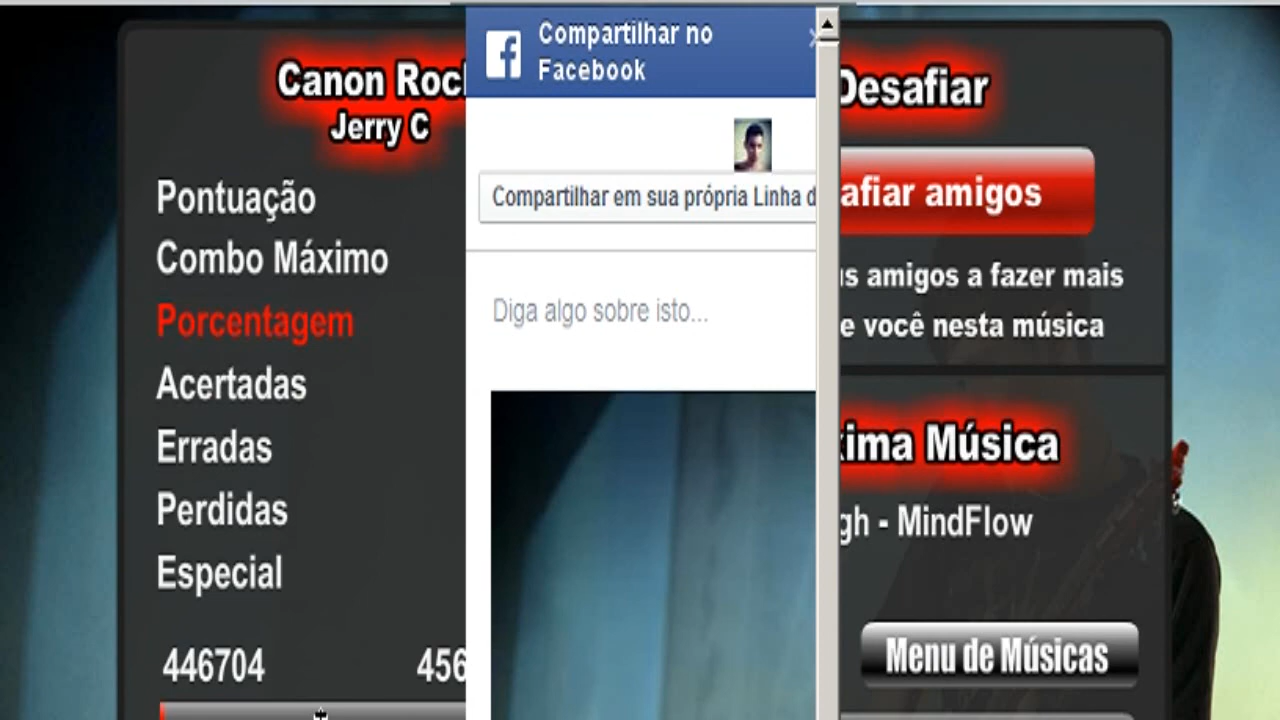 Canon Roc
Jerry C
Pontuação
Combo Máximo
Porcentagem
Acertadas
Erradas
Perdidas
Especial
446704 456
Compartilhar no
Facebook
Compartilhar em sua própria Linha d
Diga algo sobre isto...
Desafiar
afiar amigos
us amigos a fazer mais
e você nesta música
xima Música
gh - MindFlow
Menu de Músicas